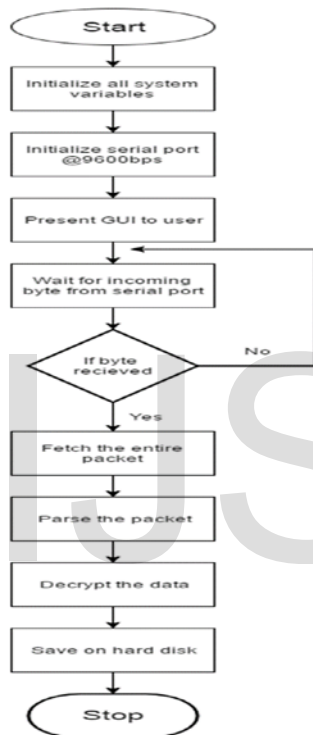 Start
Initialize all system
variables
Initialize serial port
@9600bps
Present GUI to user
Wait for incoming
byte from serial port
If byte
recieved
No
Yes
Fetch the entire
packet
Parse the packet
Decrypt the data
Save on hard disk
Stop
IJS